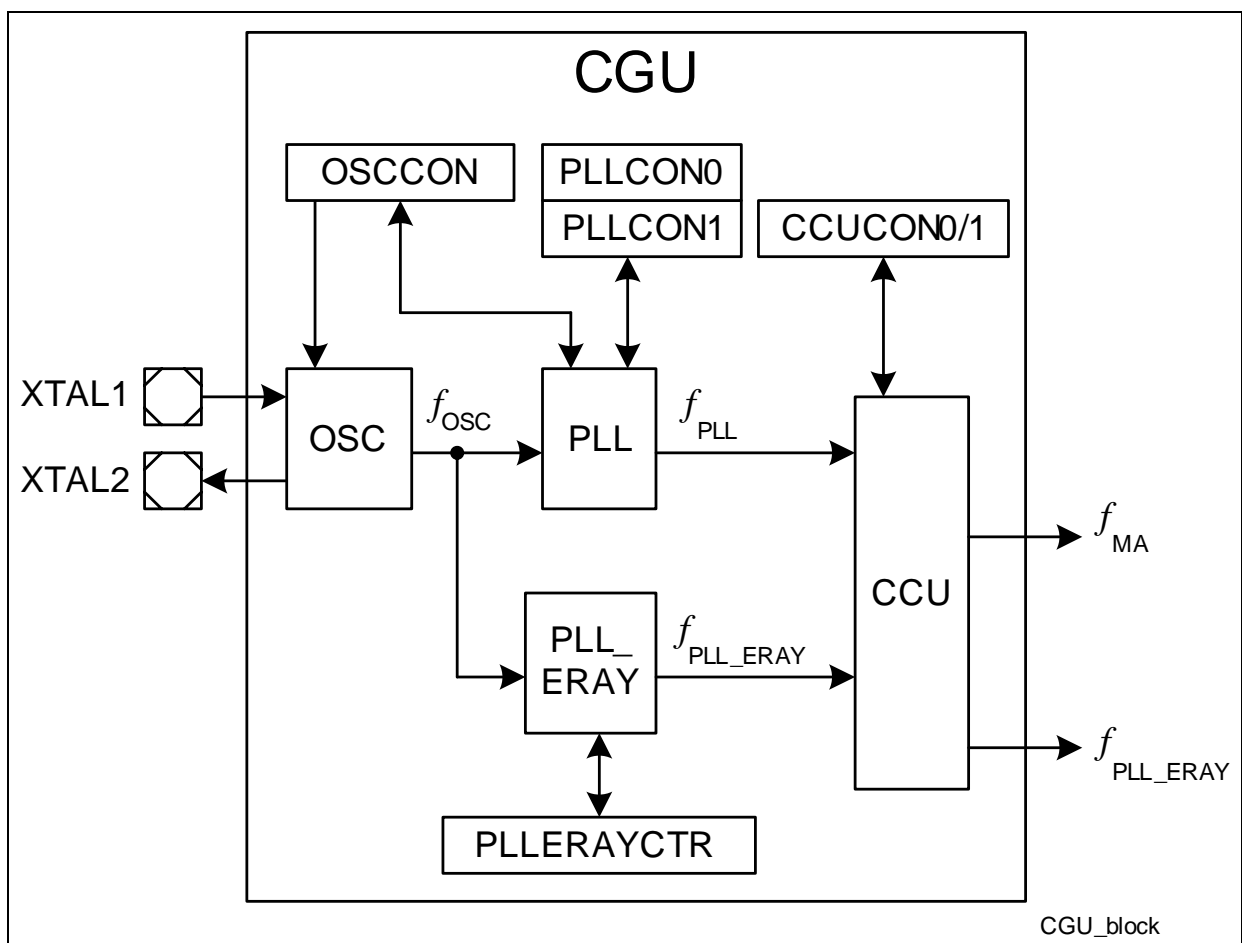 CGU
OSCCON
PLLCON0
PLLCON1
CCUCON0/1
XTAL1
XTAL2
OSC
fOSC
PLL
fPLL
CCU
fMA
PLL_
ERAY
fPLL_ERAY
fPLL_ERAY
PLLERAYCTR
CGU_block